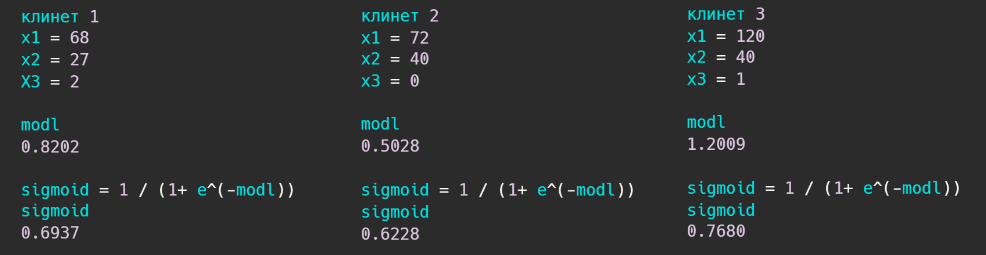 клинет 1
x1 = 68
x2 = 27
X3 = 2
modl
0.8202
sigmoid = 1 / (1+ e^(-modl))
sigmoid
0.6937
клинет 2
x1 = 72
x2 = 40
x3 = 0
modl
0.5028
sigmoid = 1 / (1+ e^(-modl))
sigmoid
0.6228
клинет 3
x1 = 120
x2 = 40
x3 = 1
modl
1.2009
sigmoid = 1 / (1+ e^(-modl))
sigmoid
0.7680